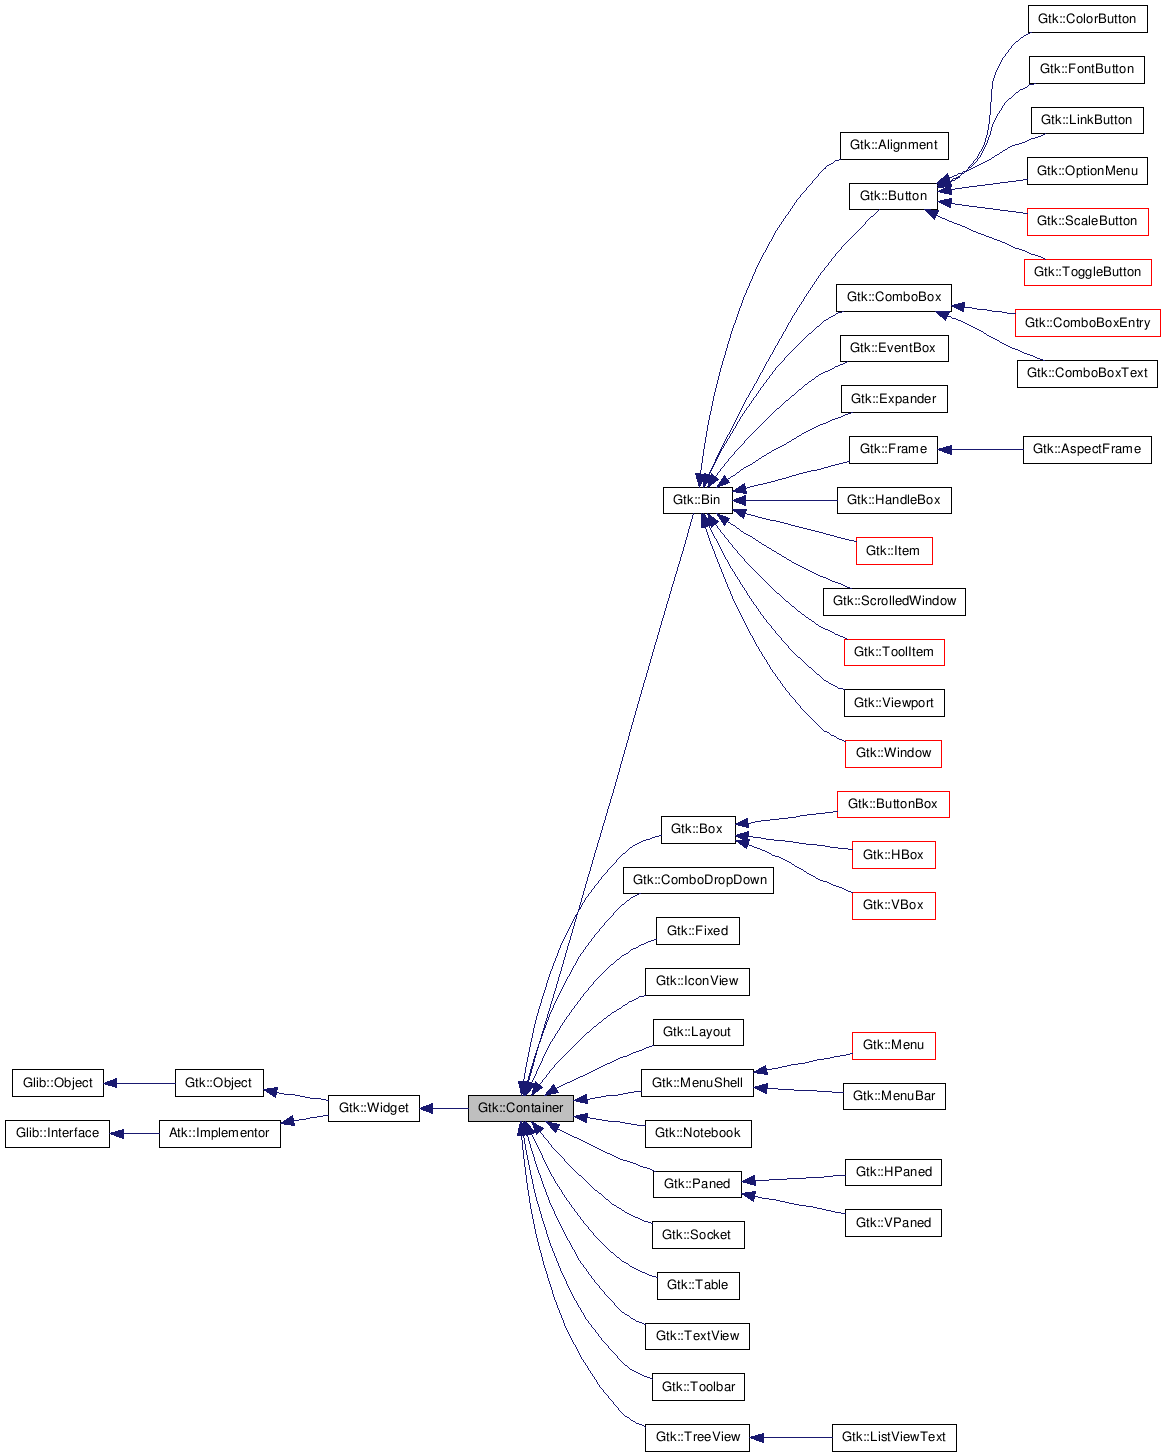 Gtk::ColorButton
Gtk::FontButton
Gtk::LinkButton
Gtk::Alignment
Gtk::OptionMenu
Gtk::Button
Gtk::ScaleButton
Gtk::ToggleButton
Gtk::ComboBox
Gtk::ComboBoxEntry
Gtk::EventBox
Gtk::ComboBoxText
Gtk::Expander
Gtk::Frame
Gtk::AspectFrame
Gtk::Bin
Gtk::HandleBox
Gtk::Item
Gtk::ScrolledWindow
Gtk::ToolItem
Gtk::Viewport
Gtk::Window
Gtk::ButtonBox
Gtk::Box
Gtk::HBox
Gtk::ComboDropDown
Gtk::VBox
Gtk::Fixed
Gtk::IconView
Gtk::Layout
Gtk::Menu
Glib::Object
Gtk::Object
Gtk::MenuShell
Gtk::MenuBar
Gtk::Widget
Gtk::Container
Glib::Interface
Atk::Implementor
Gtk::Notebook
Gtk::HPaned
Gtk::Paned
Gtk::VPaned
Gtk::Socket
Gtk::Table
Gtk::TextView
Gtk::Toolbar
Gtk::TreeView
Gtk::ListViewText